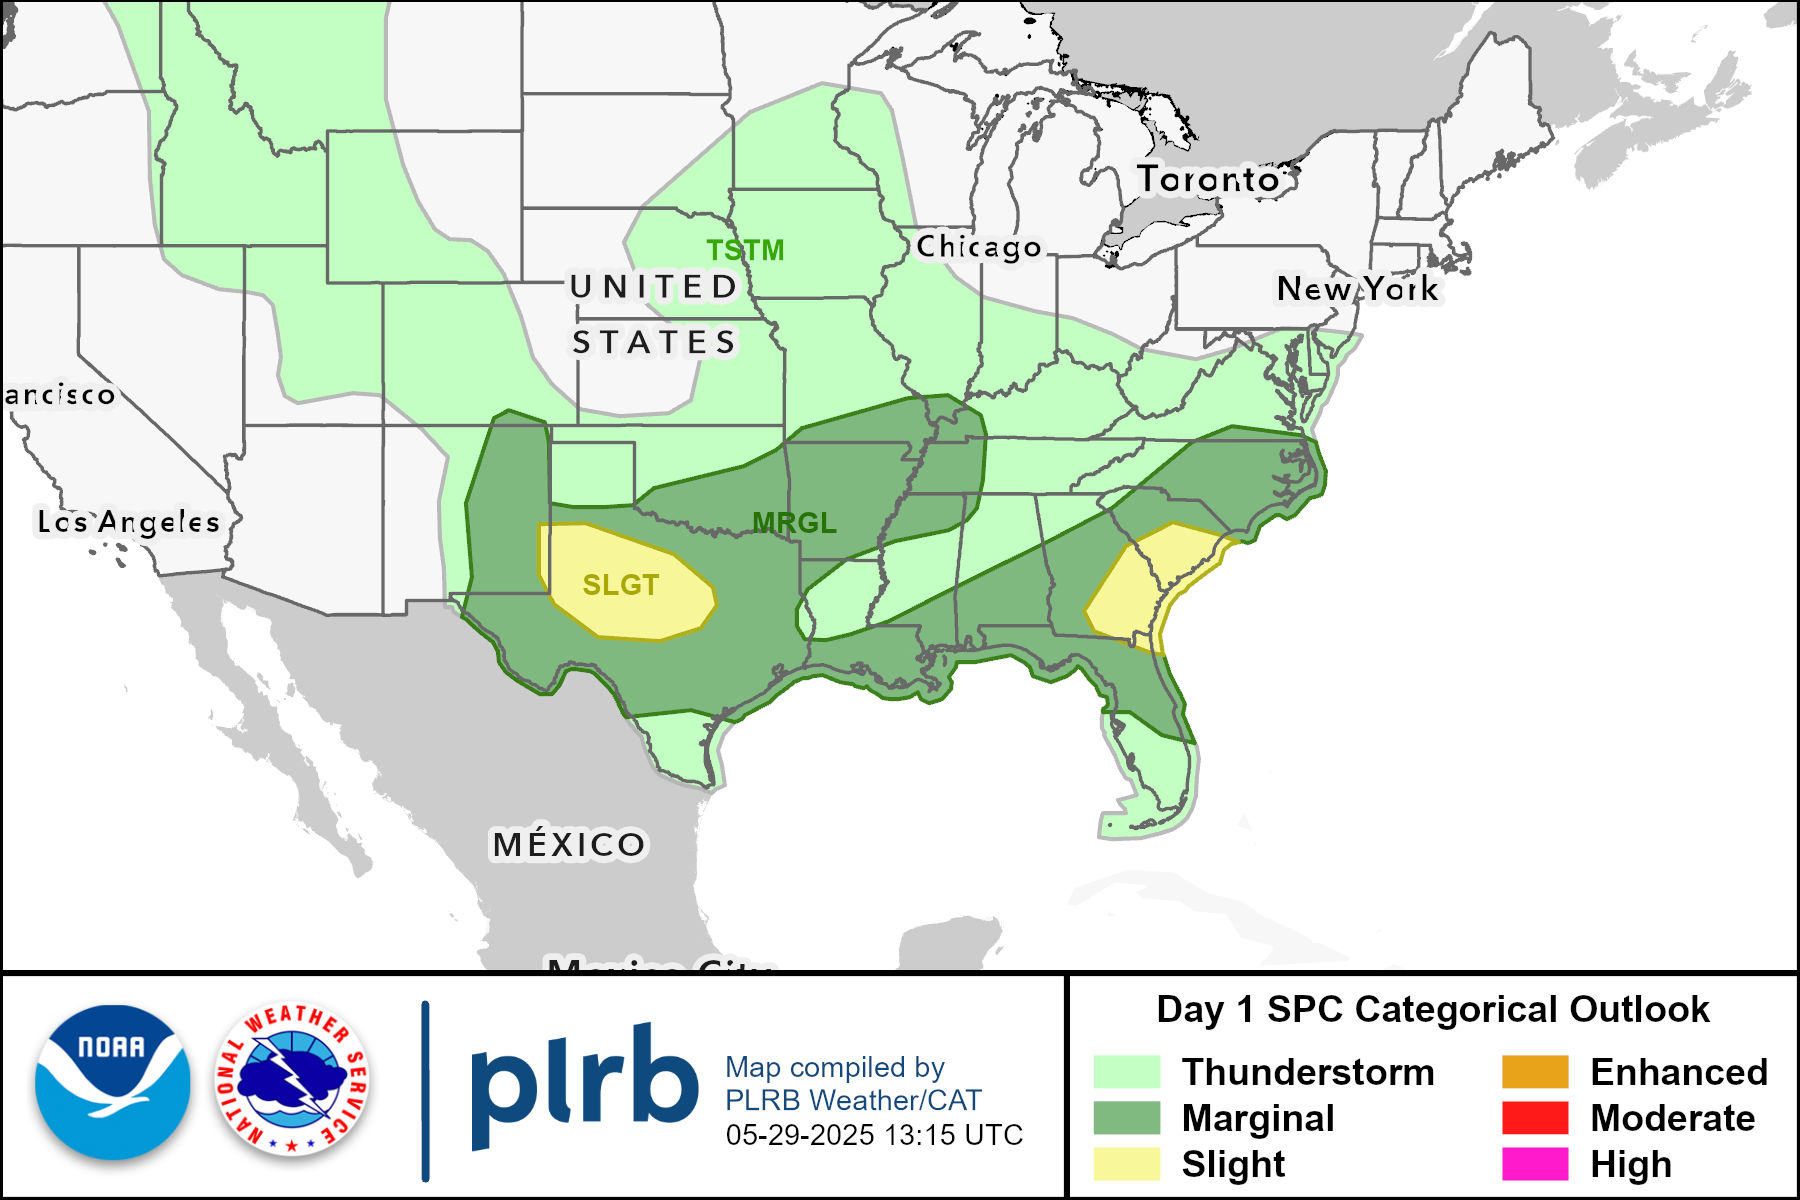 Toronto
TSTM
Chicago
UNITED
New York
STATES
ancisco
Los Angeles
MRGL
SLGT
MÉXICO
Mexico City
NOAA
NATIONAL WEATHER SERVICE
plrb
Map compiled by
PLRB Weather/CAT
05-29-2025 13:15 UTC
Day 1 SPC Categorical Outlook
Thunderstorm
Enhanced
Marginal
Moderate
Slight
High